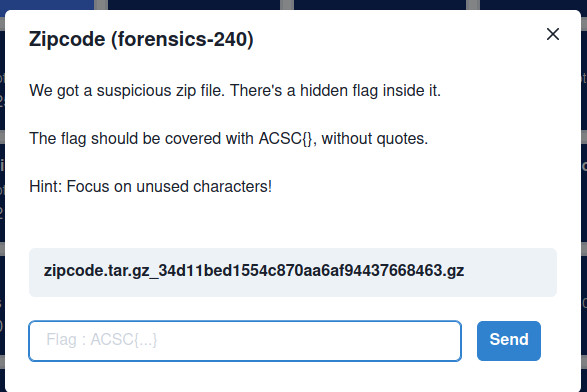 Zipcode (forensics-240)
We got a suspicious zip file. There's a hidden flag inside it.
The flag should be covered with ACSC{}, without quotes.
Hint: Focus on unused characters!
zipcode.tar.gz_34d11bed1554c870aa6af94437668463.gz
Flag : ACSC{...}
Send